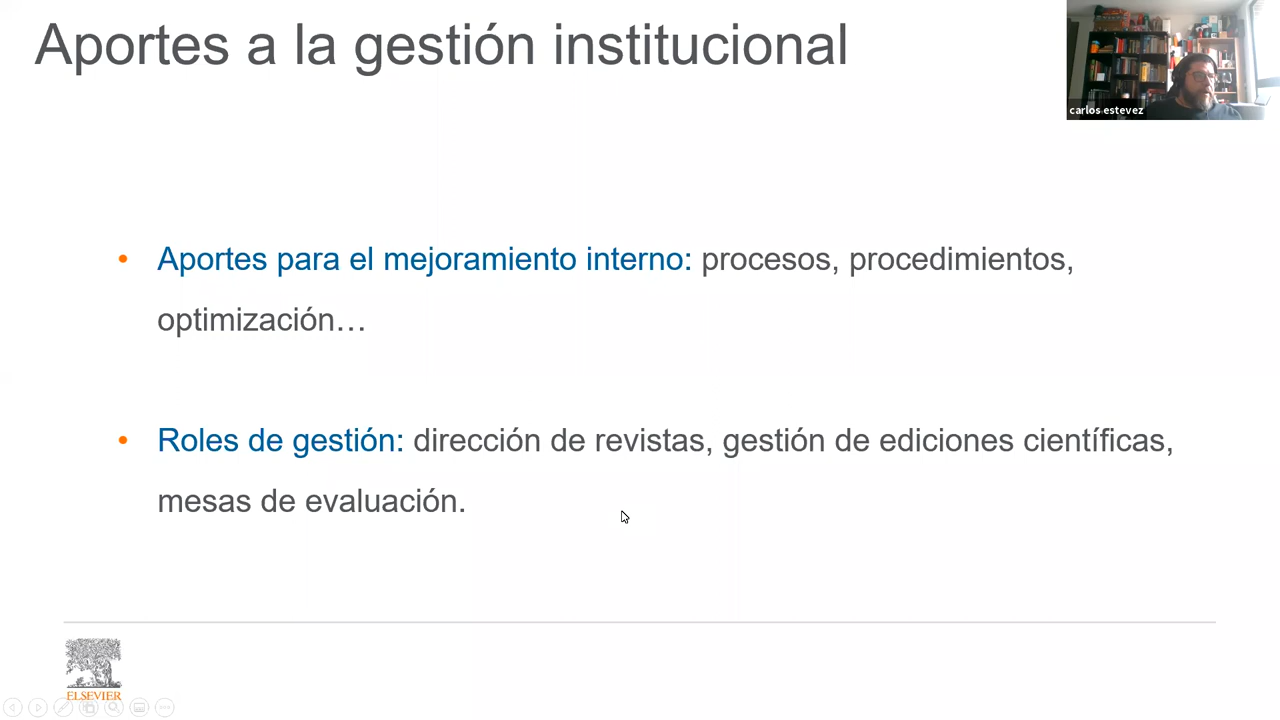 Aportes a la gestión institucional
carlos estevez
• Aportes para el mejoramiento interno: procesos, procedimientos,
optimización…
• Roles de gestión: dirección de revistas, gestión de ediciones científicas,
mesas de evaluación.
ELSEVIER